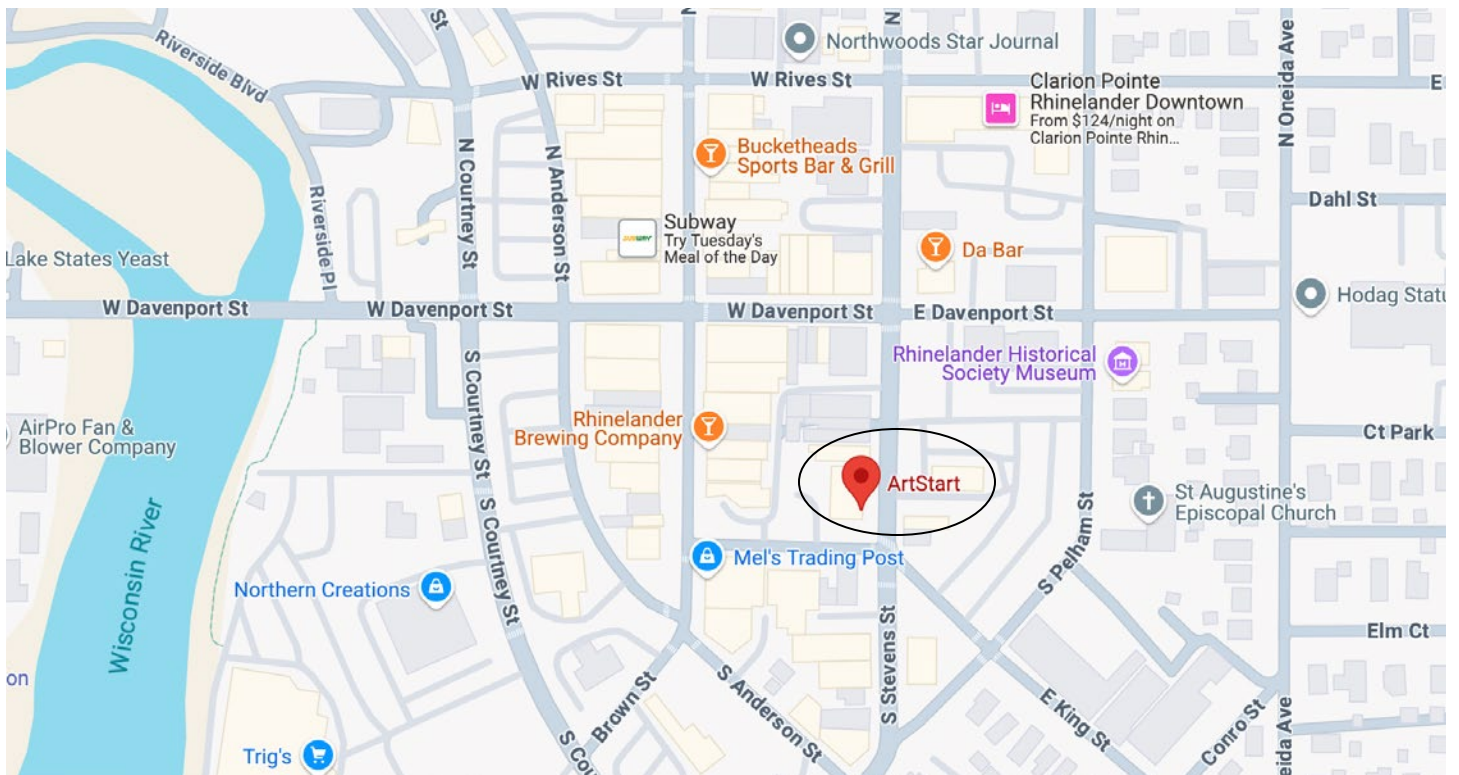 St
N
N
Riverside Blvd
W Rives St
W Rives St
Northwoods Star Journal
E
Clarion Pointe
Rhinelander Downtown
From $124/night on
Clarion Pointe Rhin...
N Oneida Ave
Bucketheads
Sports Bar & Grill
N Courtney St
N Anderson St
Riverside Pl
Dahl St
Subway
Try Tuesday's
Meal of the Day
Da Bar
Lake States Yeast
W Davenport St
W Davenport St
W Davenport St
E Davenport St
Hodag Statu
Rhinelander Historical
Society Museum
S Courtney St
Rhinelander
Brewing Company
AirPro Fan &
Blower Company
Ct Park
ArtStart
St Augustine's
Episcopal Church
S Courtney St
Wisconsin River
Mel's Trading Post
S Pelham St
Northern Creations
Elm Ct
S Stevens St
on
Brown St
S Anderson St
E King St
Conro St
eida Ave
S Cou
Trig's